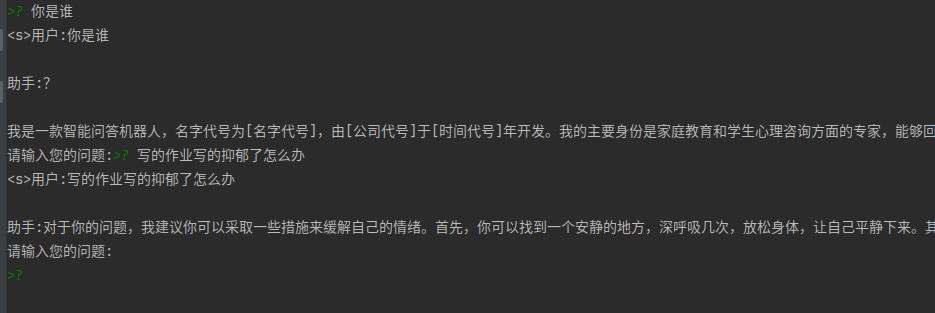 >? 你是谁
<s>用户:你是谁
助手:?
我是一款智能问答机器人，名字代号为[名字代号]，由[公司代号]于[时间代号]年开发。我的主要身份是家庭教育和学生心理咨询方面的专家，能够回
请输入您的问题:>? 写的作业写的抑郁了怎么办
<s>用户:写的作业写的抑郁了怎么办
助手:对于你的问题，我建议你可以采取一些措施来缓解自己的情绪。首先，你可以找到一个安静的地方，深呼吸几次，放松身体，让自己平静下来。其
请输入您的问题:
>?